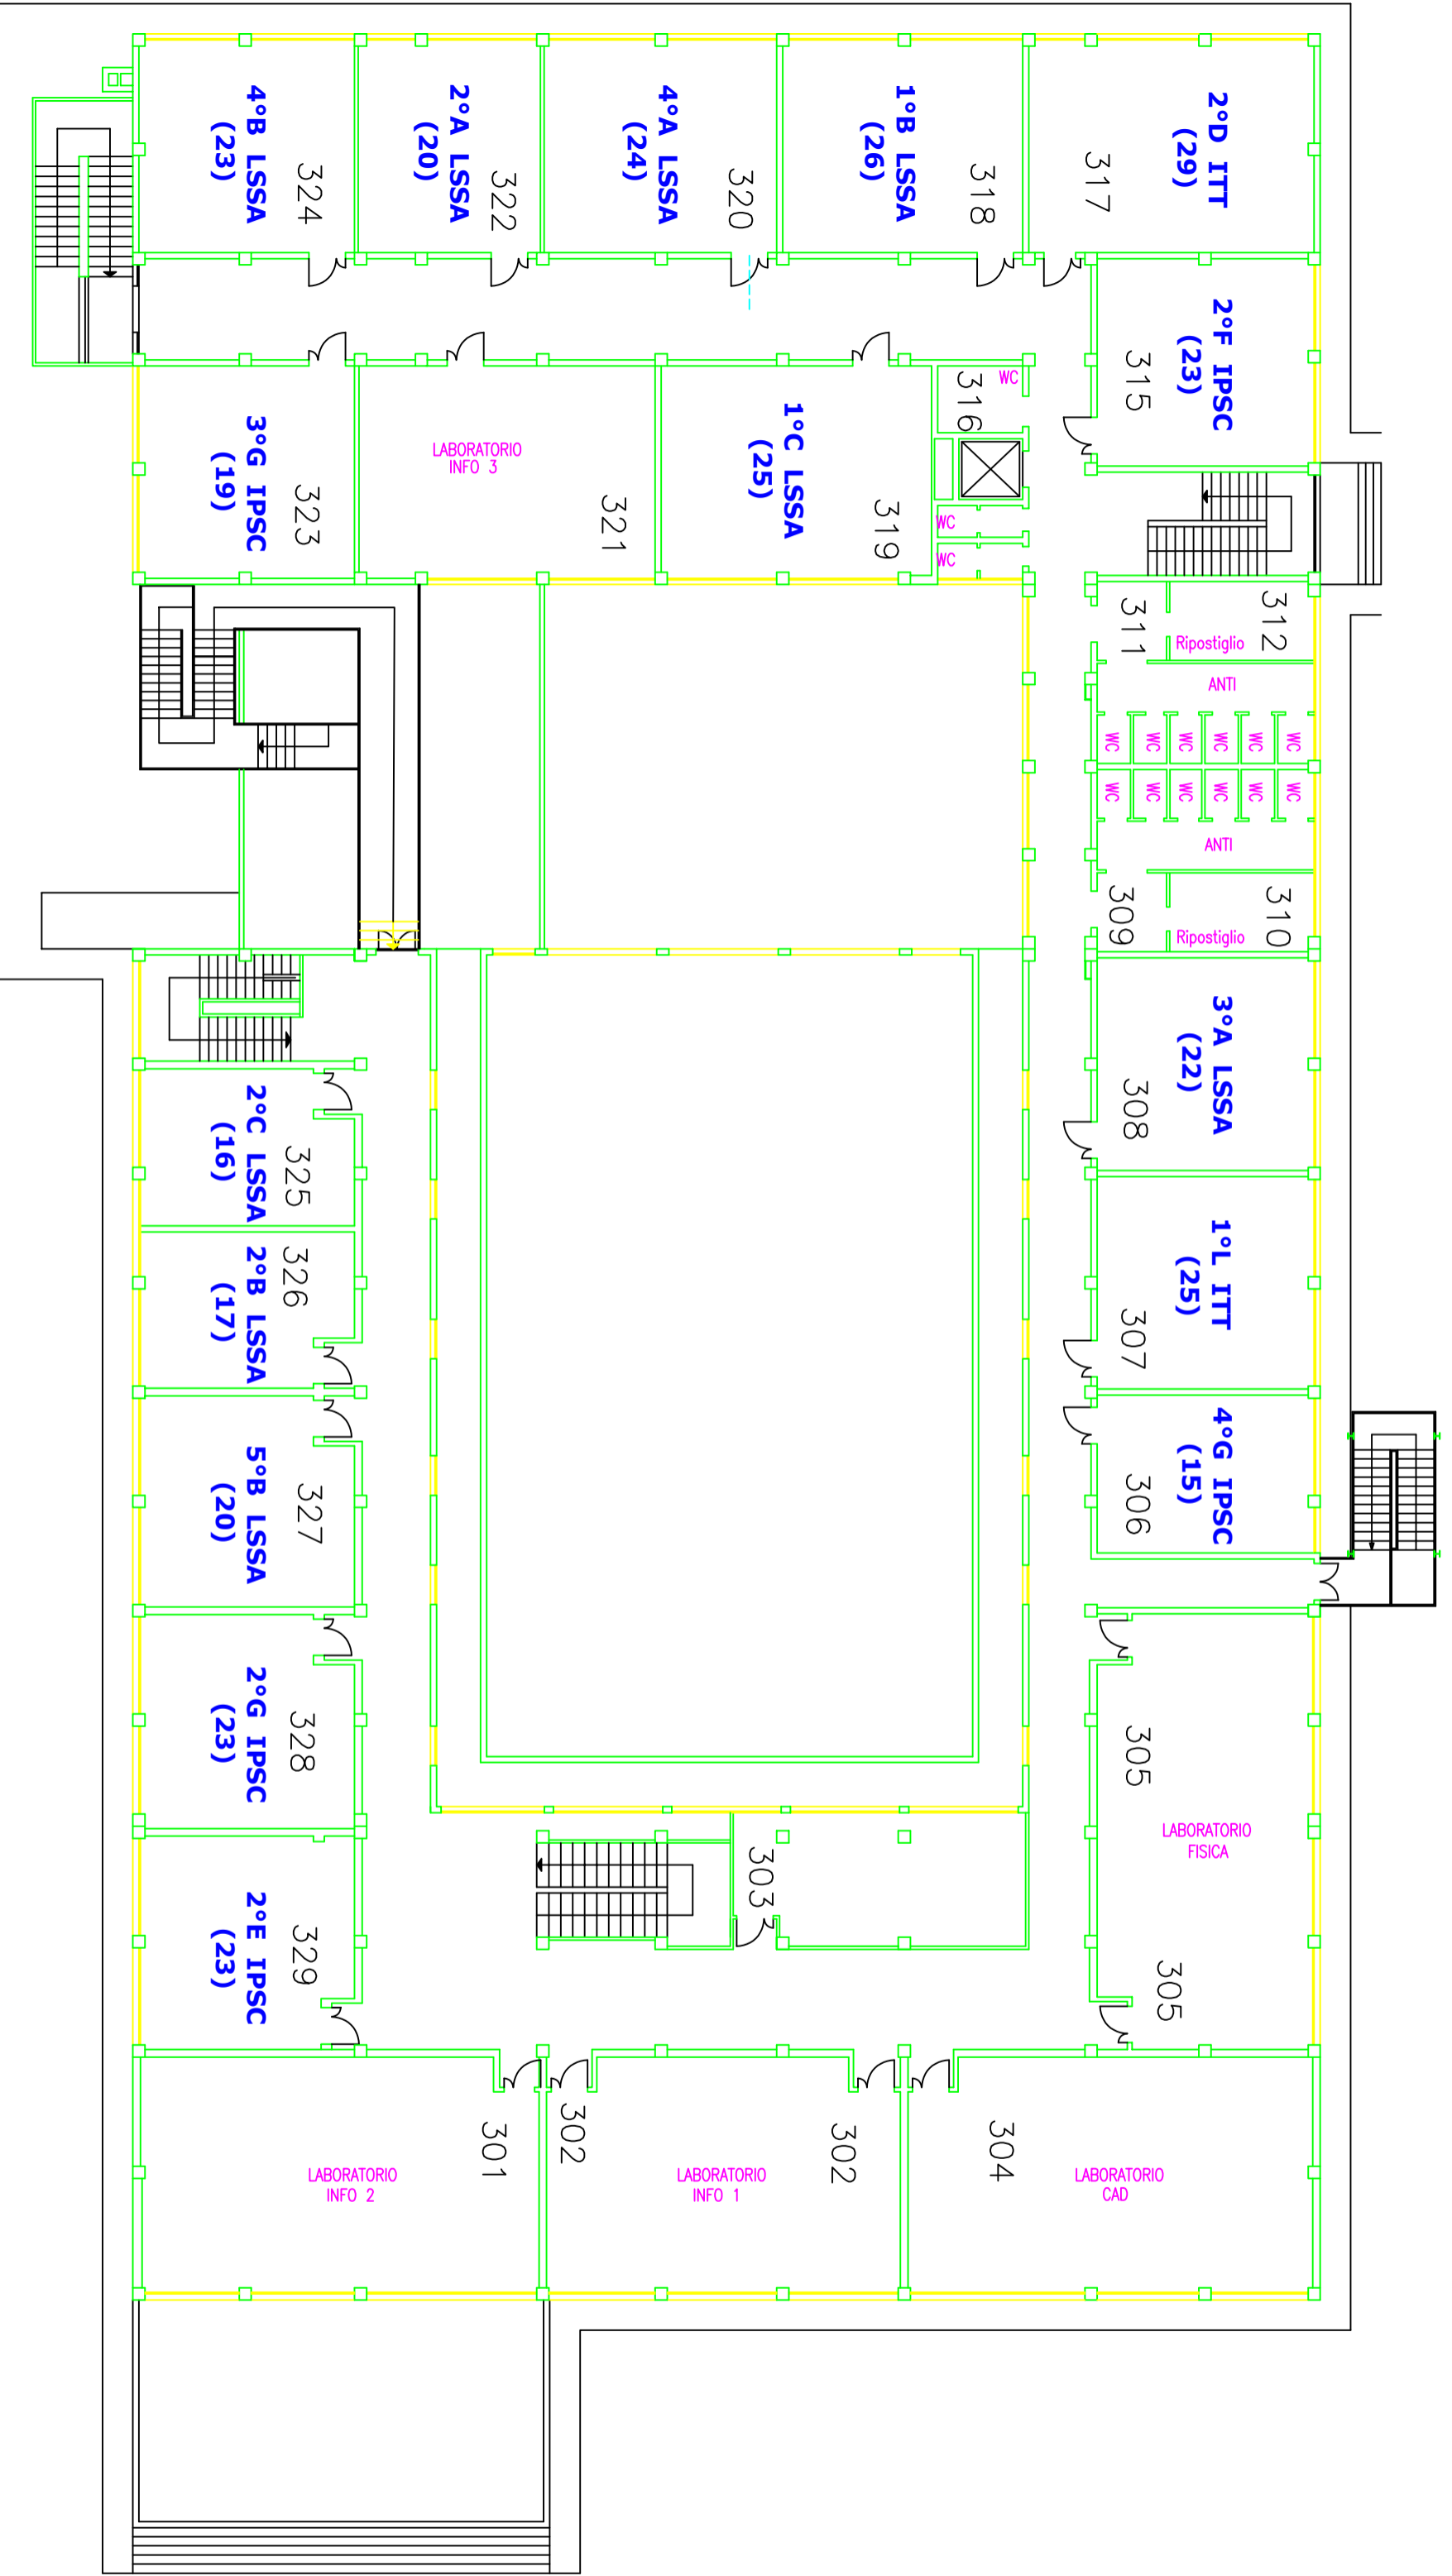 4°B LSSA
(23)
324
2°A LSSA
(20)
322
4°A LSSA
(24)
320
1°B LSSA
(26)
318
2°D ITT
(29)
317
2°F IPSC
(23)
315
3°G IPSC
(19)
323
LABORATORIO
INFO 3
321
1°C LSSA
(25)
319
316
WC
WC
WC
312
311
Ripostiglio
ANTI
WC
WC
WC
WC
WC
WC
WC
WC
WC
WC
WC
WC
ANTI
309
310
Ripostiglio
3°A LSSA
(22)
308
1°L ITT
(25)
307
4°G IPSC
(15)
306
2°C LSSA
(16)
325
2°B LSSA
(17)
326
5°B LSSA
(20)
327
2°G IPSC
(23)
328
2°E IPSC
(23)
329
303
305
LABORATORIO
FISICA
305
301
LABORATORIO
INFO 2
302
LABORATORIO
INFO 1
302
304
LABORATORIO
CAD